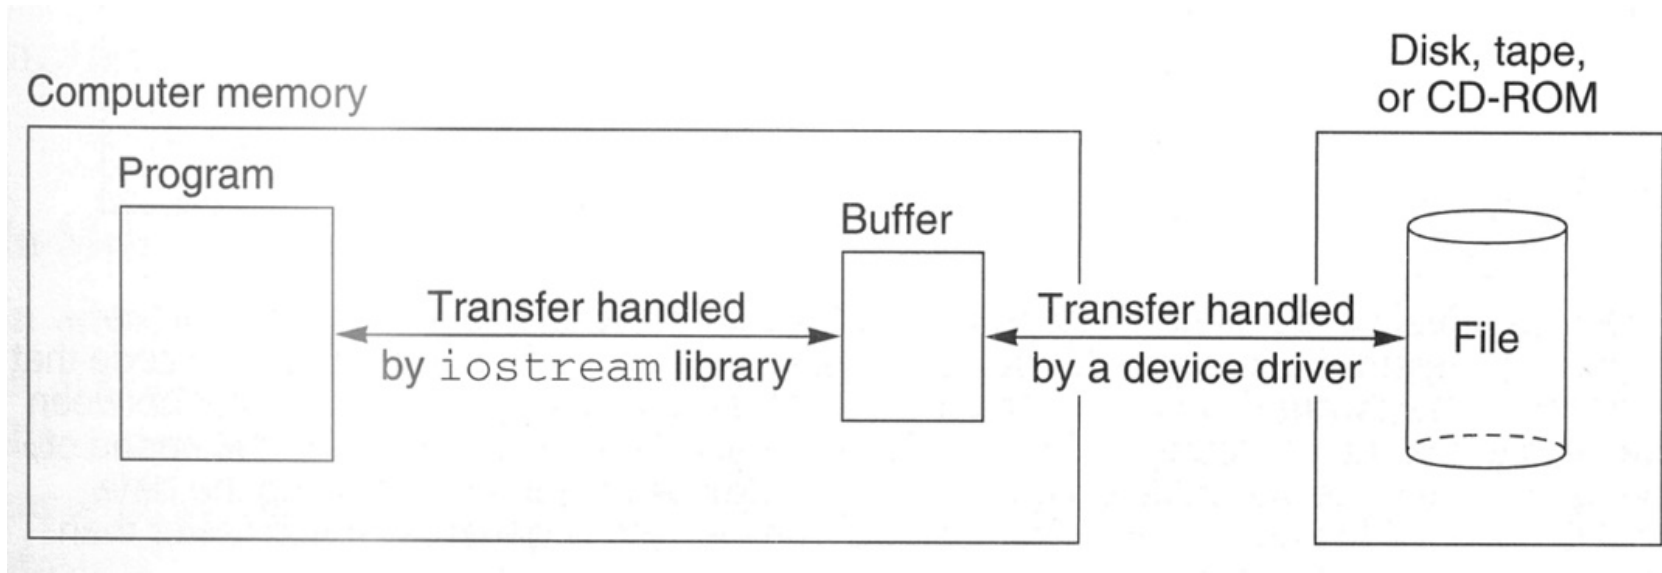 Disk, tape,
or CD-ROM
Computer memory
Program
Buffer
Transfer handled
by iostream library
Transfer handled
by a device driver
File